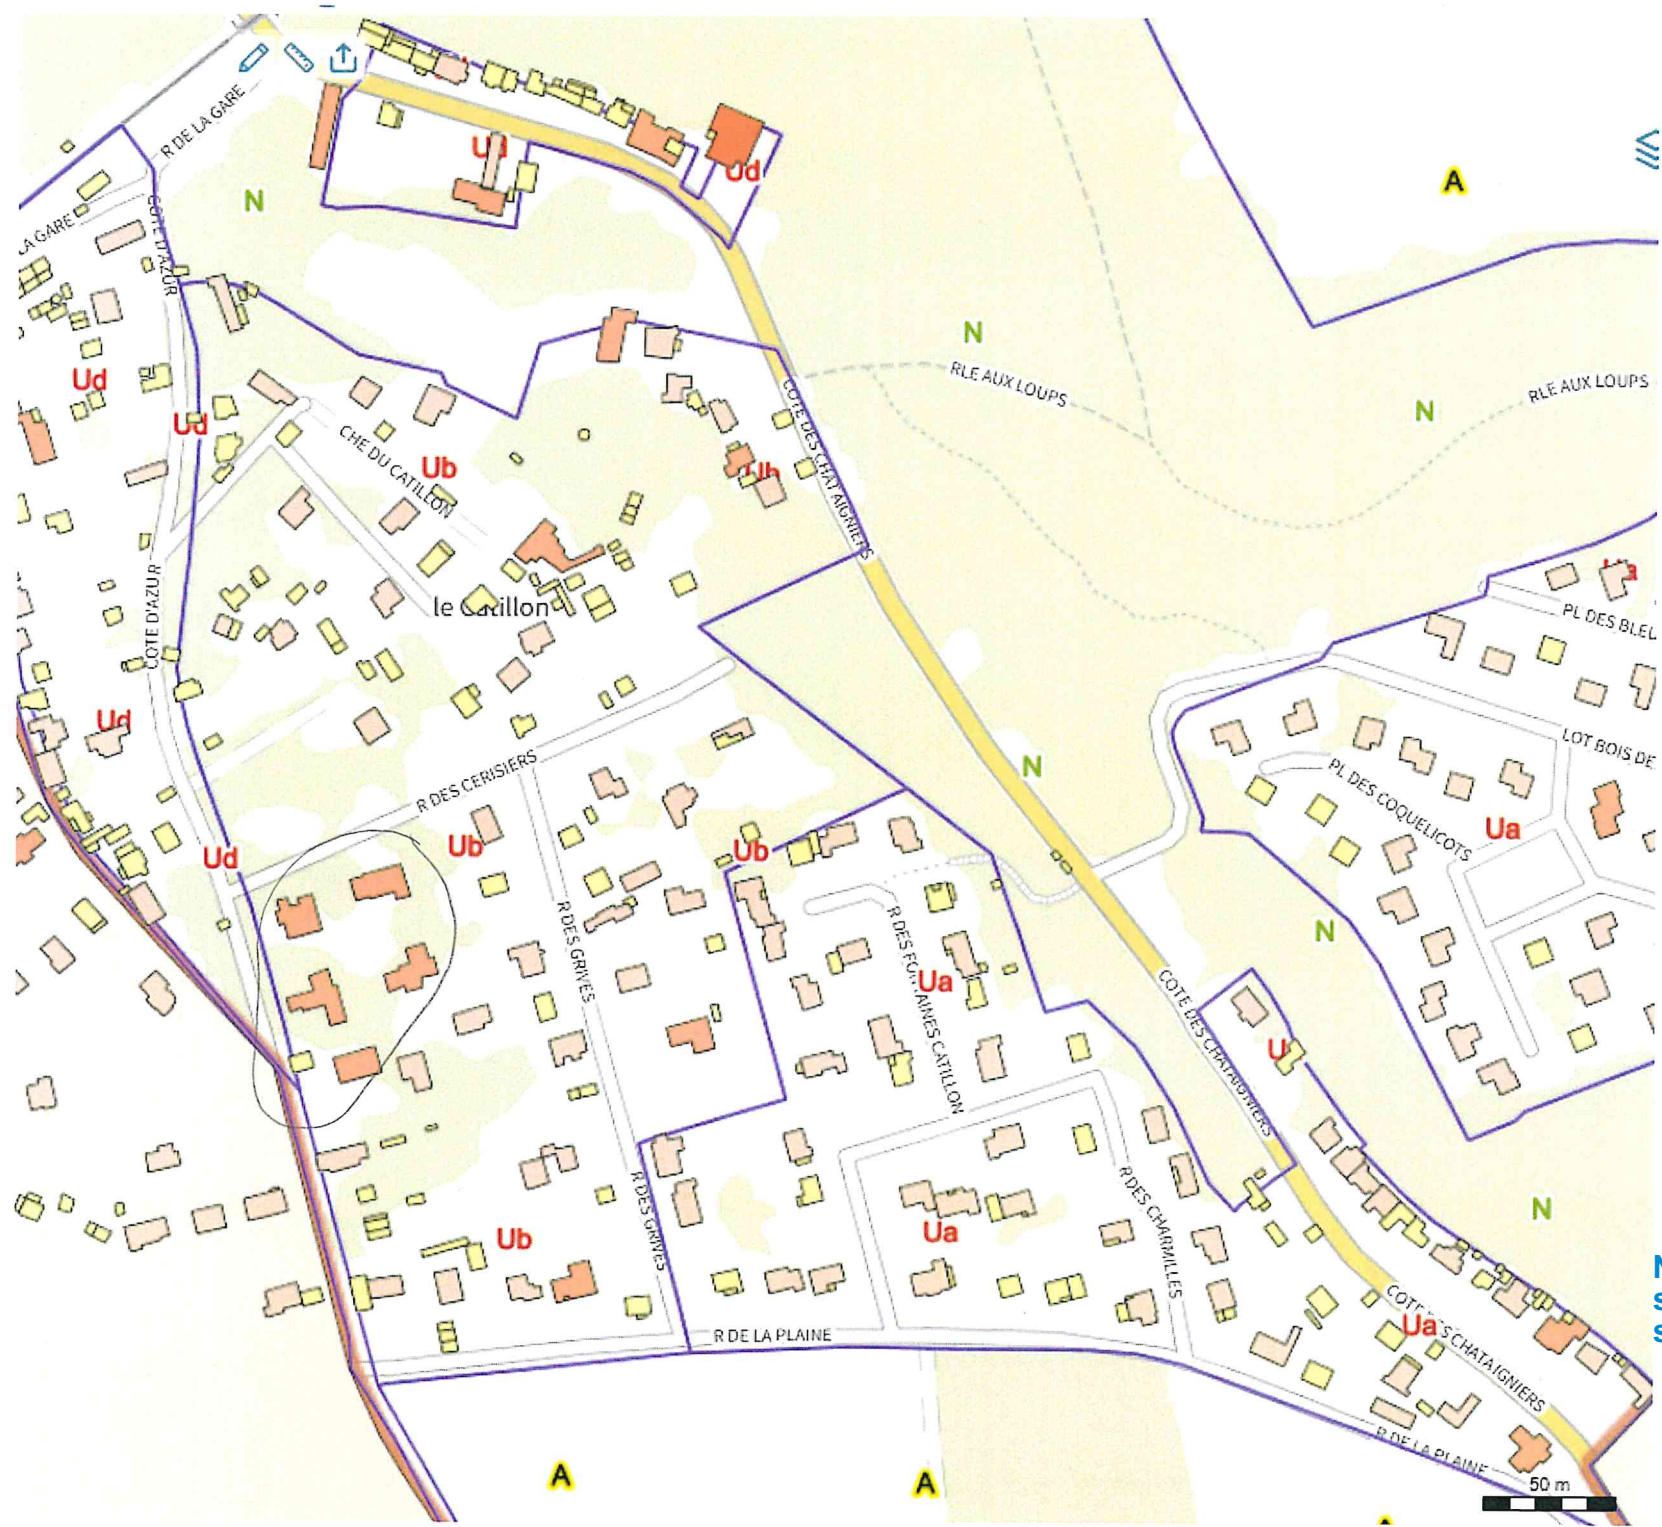 R DE LA GARE
Ud
Ud
A
N
LA GARE
COTE D'AZUR
N
RLE AUX LOUPS
RLE AUX LOUPS
N
Ud
Ud
COTE DES CHATAIGNIERS
CHE DU CATILLON
Ub
Ub
COTE D'AZUR
le Catillon
Ua
PL DES BLEU
Ud
R DES CERISIERS
N
LOT BOIS DE
PL DES COQUELICOTS
Ua
Ud
Ub
Ub
R DES GRIVES
R DES FONTAINES CATILLON
Ua
N
COTE DES CHATAIGNIERS
U
R DES GRIVES
R DES CHARMILLES
Ub
Ua
N
N
s
s
R DE LA PLAINE
COTE DES CHATAIGNIERS
Ua
R DE LA PLAINE
A
A
50 m
A